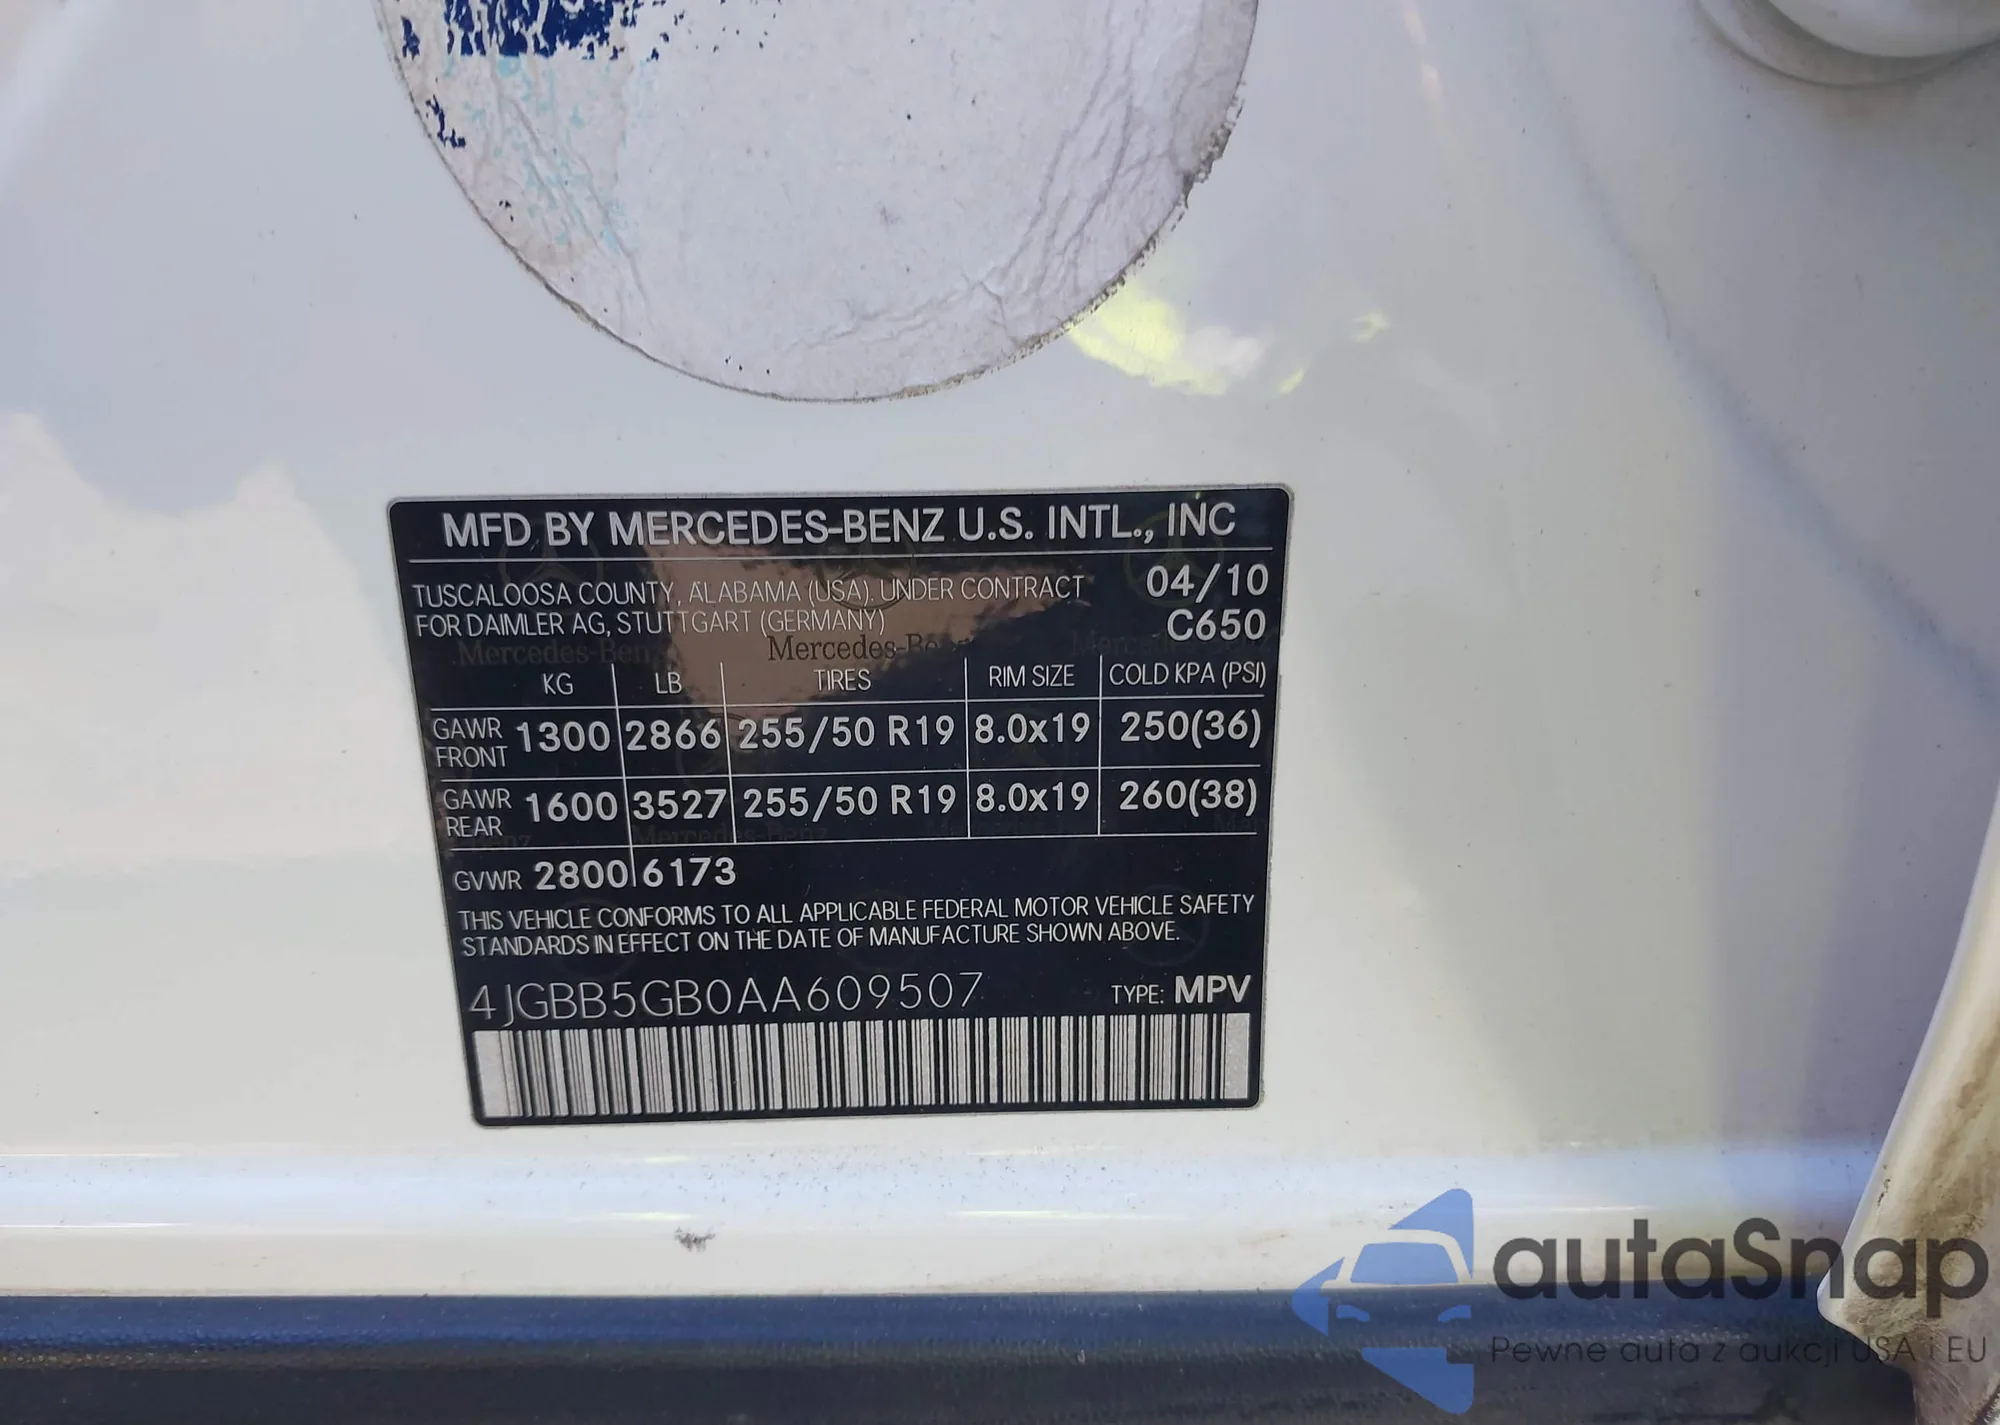 MFD BY MERCEDES-BENZ U.S. INTL., INC
TUSCALOOSA COUNTY, ALABAMA (USA). UNDER CONTRACT 04/10
FOR DAIMLER AG, STUTTGART (GERMANY) C650
KG LB TIRES RIM SIZE COLD KPA (PSI)
GAWR FRONT 1300 2866 255/50 R19 8.0x19 250(36)
GAWR REAR 1600 3527 255/50 R19 8.0x19 260(38)
GVWR 2800 6173
THIS VEHICLE CONFORMS TO ALL APPLICABLE FEDERAL MOTOR VEHICLE SAFETY
STANDARDS IN EFFECT ON THE DATE OF MANUFACTURE SHOWN ABOVE.
4JGBB5GB0AA609507 TYPE: MPV
autaSnap
Pewne auta z aukcji USA i EU